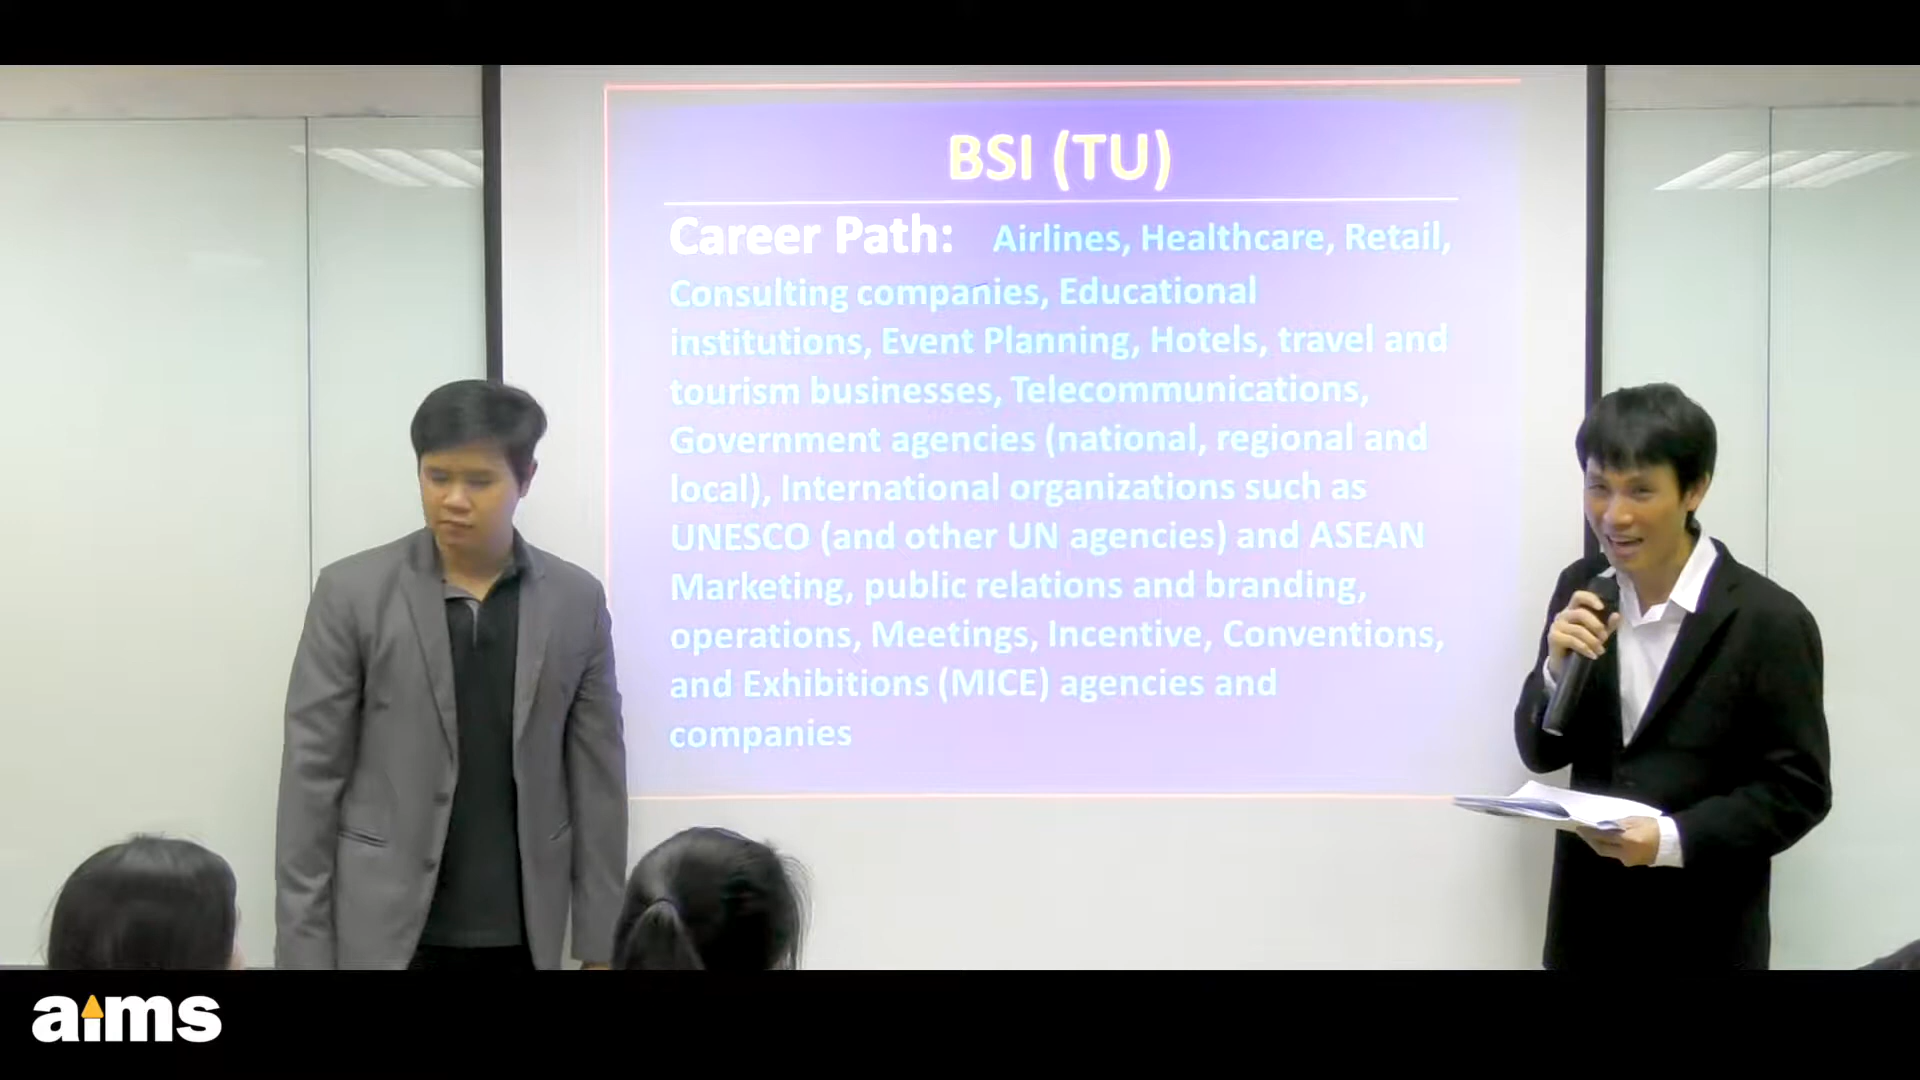 BSI (TU)
Career Path: Airlines, Healthcare, Retail,
Consulting companies, Educational
institutions, Event Planning, Hotels, travel and
tourism businesses, Telecommunications,
Government agencies (national, regional and
local), International organizations such as
UNESCO (and other UN agencies) and ASEAN
Marketing, public relations and branding,
operations, Meetings, Incentive, Conventions,
and Exhibitions (MICE) agencies and
companies
aims